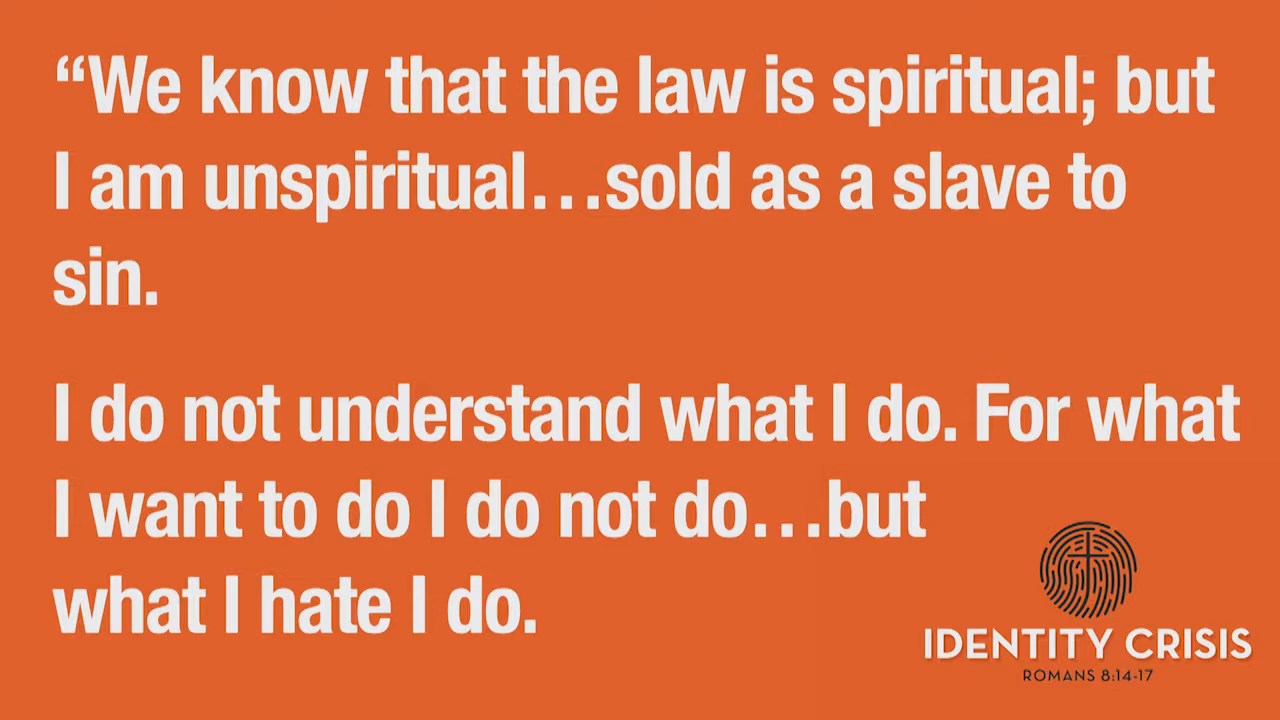 “We know that the law is spiritual; but
I am unspiritual…sold as a slave to
sin.
I do not understand what I do. For what
I want to do I do not do…but
what I hate I do.
IDENTITY CRISIS
ROMANS 8:14-17